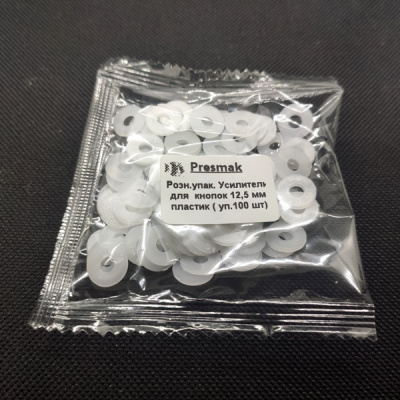 Presmak
Розн.упак. Усилитель
для кнопок 12,5 мм
пластик ( уп.100 шт)